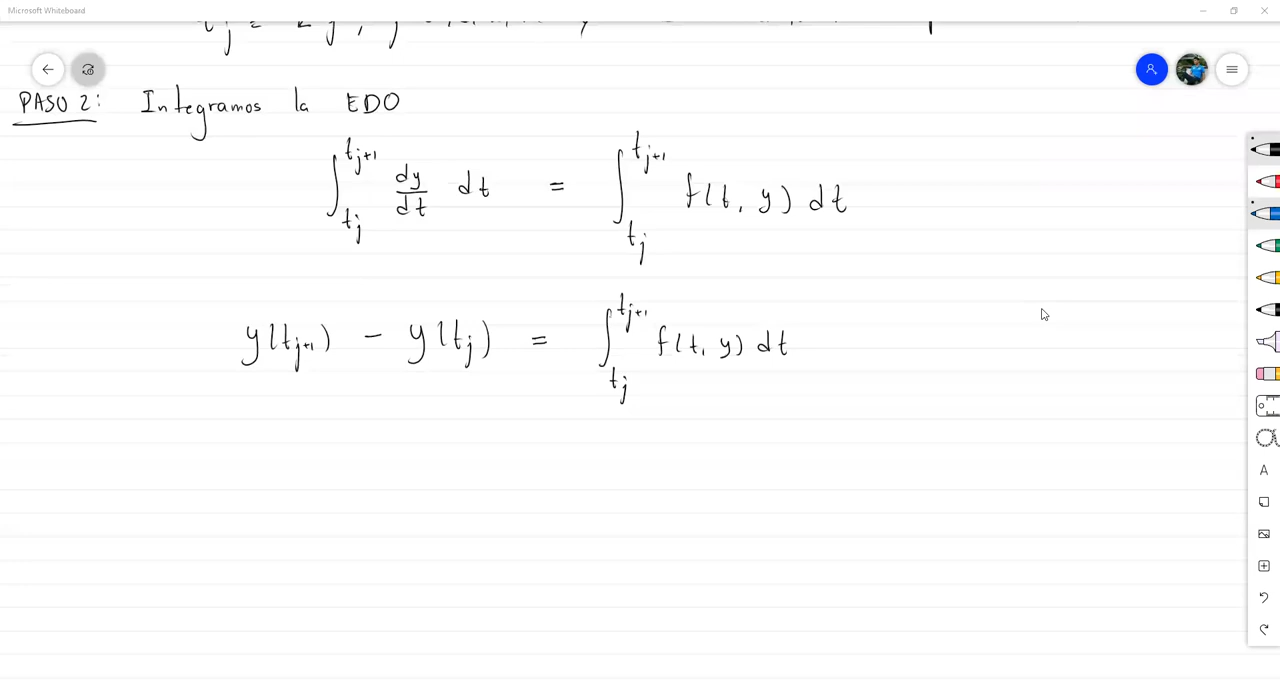 Microsoft Whiteboard
PASO 2: Integramos la EDO
∫_{t_j}^{t_{j+1}} dy/dt dt = ∫_{t_j}^{t_{j+1}} f(t, y) dt
y(t_{j+1}) - y(t_j) = ∫_{t_j}^{t_{j+1}} f(t, y) dt
A